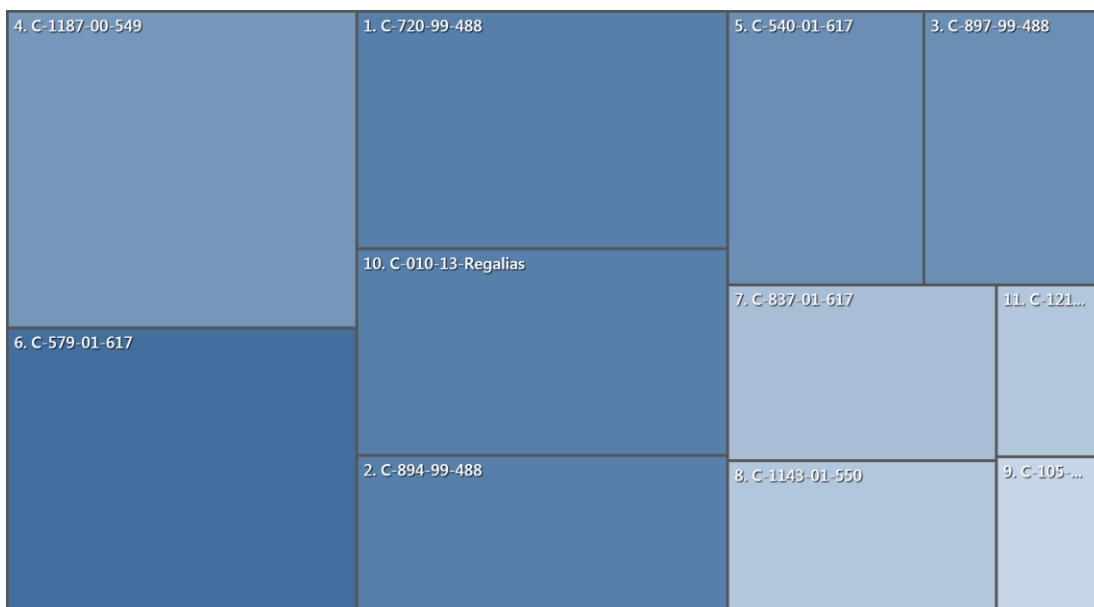 4. C-1187-00-549
1. C-720-99-488
5. C-540-01-617
3. C-897-99-488
10. C-010-13-Regalias
7. C-837-01-617
11. C-121...
6. C-579-01-617
2. C-894-99-488
8. C-1143-01-550
9. C-105-...